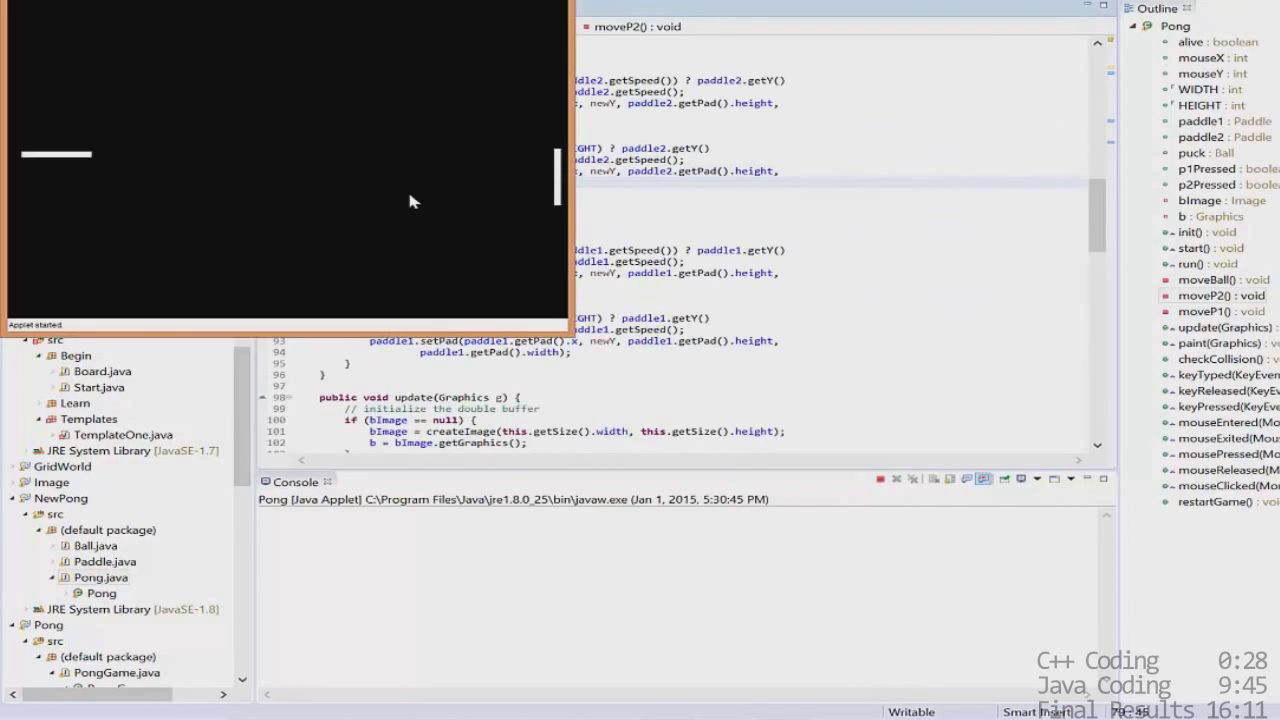 moveP2() : void
Outline
Pong
alive : boolean
mouseX : int
mouseY : int
WIDTH : int
HEIGHT : int
paddle1 : Paddle
paddle2 : Paddle
puck : Ball
p1Pressed : boolea
p2Pressed : boolea
bImage : Image
b : Graphics
init() : void
start() : void
run() : void
moveBall() : void
moveP2() : void
moveP1() : void
update(Graphics) :
paint(Graphics) : vo
checkCollision() : vo
keyTyped(KeyEven
keyReleased(KeyEv
keyPressed(KeyEve
mouseEntered(Mou
mouseExited(Mous
mousePressed(Mou
mouseReleased(Mo
mouseClicked(Mou
restartGame() : void
ddle2.getSpeed()) ? paddle2.getY()
paddle2.getSpeed();
, newY, paddle2.getPad().height,
GHT) ? paddle2.getY()
paddle2.getSpeed();
, newY, paddle2.getPad().height,
ddle1.getSpeed()) ? paddle1.getY()
paddle1.getSpeed();
, newY, paddle1.getPad().height,
GHT) ? paddle1.getY()
paddle1.getSpeed();
93 paddle1.setPad(paddle1.getPad().x, newY, paddle1.getPad().height,
94 paddle1.getPad().width);
95 }
96 }
97
98 public void update(Graphics g) {
99 // initialize the double buffer
100 if (bImage == null) {
101 bImage = createImage(this.getSize().width, this.getSize().height);
102 b = bImage.getGraphics();
Applet started.
src
Begin
Board.java
Start.java
Learn
Templates
TemplateOne.java
JRE System Library [JavaSE-1.7]
GridWorld
Image
NewPong
src
(default package)
Ball.java
Paddle.java
Pong.java
Pong
JRE System Library [JavaSE-1.8]
Pong
src
(default package)
PongGame.java
Console
Pong [Java Applet] C:\Program Files\Java\jre1.8.0_25\bin\javaw.exe (Jan 1, 2015, 5:30:45 PM)
C++ Coding 0:28
Java Coding 9:45
Final Results 16:11
Writable
Smart Insert